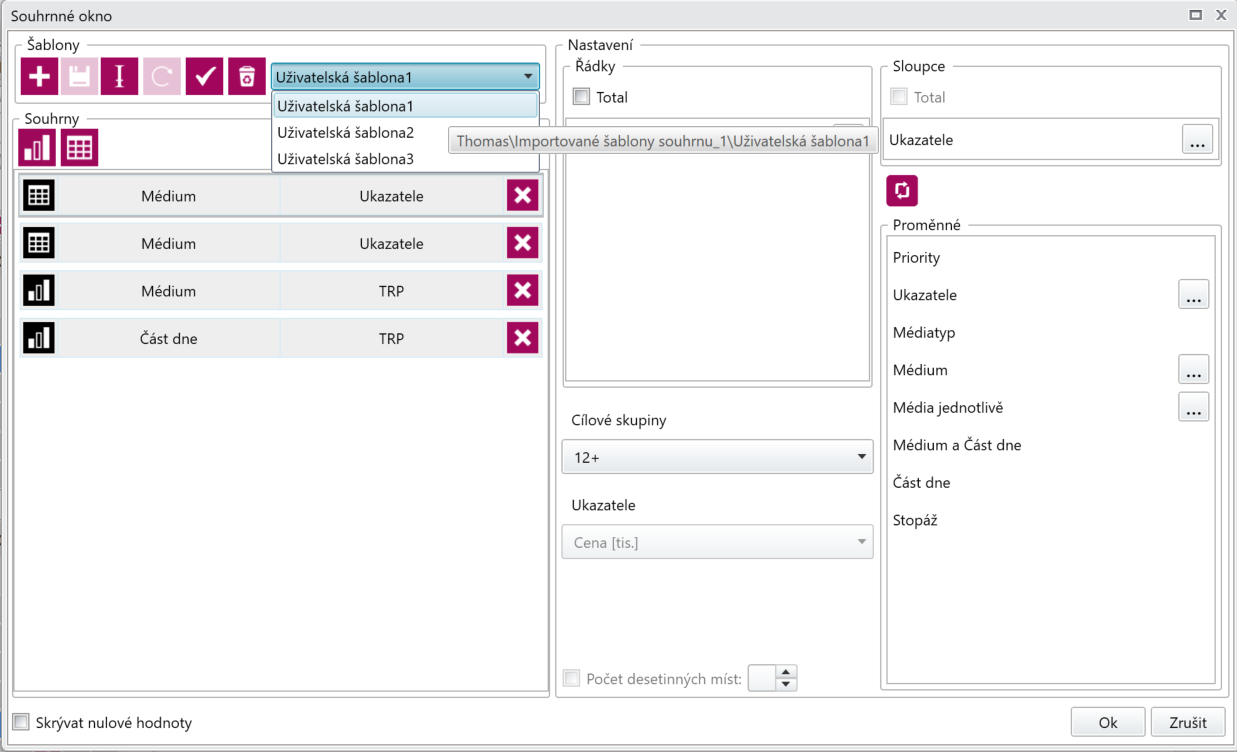 Souhrnné okno
Šablony
Uživatelská šablona1
Uživatelská šablona1
Uživatelská šablona2
Uživatelská šablona3
Thomas\Importované šablony souhrnu_1\Uživatelská šablona1
Souhrny
Médium Ukazatele
Médium Ukazatele
Médium TRP
Část dne TRP
Skrývat nulové hodnoty
Nastavení
Řádky
Total
Cílové skupiny
12+
Ukazatele
Cena [tis.]
Počet desetinných míst:
Sloupce
Total
Ukazatele ...
Proměnné
Priority
Ukazatele ...
Médiatyp
Médium ...
Média jednotlivě ...
Médium a Část dne
Část dne
Stopáž
Ok Zrušit